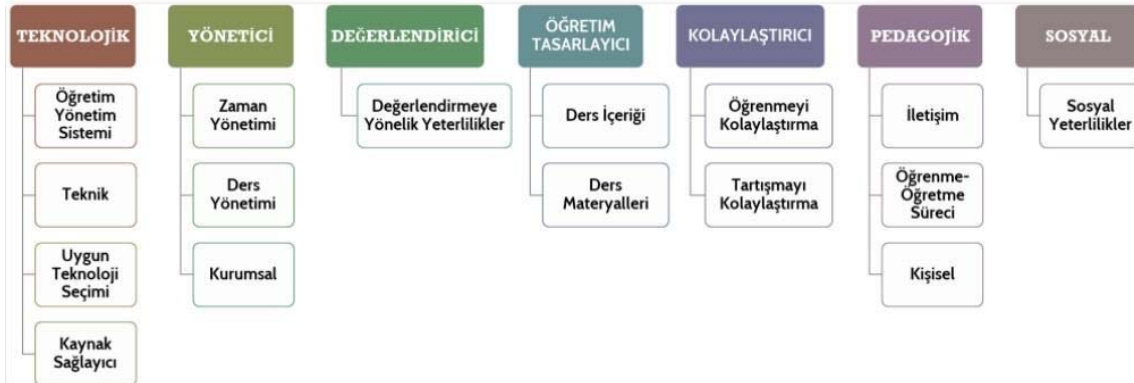 TEKNOLOJİK
Öğretim
Yönetim
Sistemi
Teknik
Uygun
Teknoloji
Seçimi
Kaynak
Sağlayıcı
YÖNETİCİ
Zaman
Yönetimi
Ders
Yönetimi
Kurumsal
DEĞERLENDİRİCİ
Değerlendirmeye
Yönelik Yeterlilikler
ÖĞRETIM
TASARLAYICI
Ders İçeriği
Ders
Materyalleri
KOLAYLAŞTIRICI
Öğrenmeyi
Kolaylaştırma
Tartışmayı
Kolaylaştırma
PEDAGOJİK
İletişim
Öğrenme-
Öğretme
Süreci
Kişisel
SOSYAL
Sosyal
Yeterlilikler